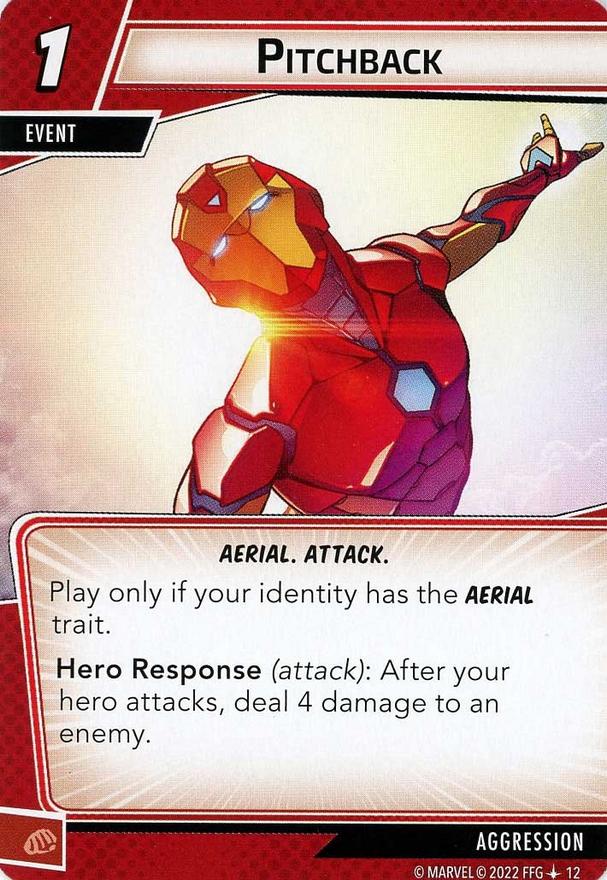 1
PITCHBACK
EVENT
AERIAL. ATTACK.
Play only if your identity has the AERIAL
trait.
Hero Response (attack): After your
hero attacks, deal 4 damage to an
enemy.
AGGRESSION
© MARVEL © 2022 FFG 12